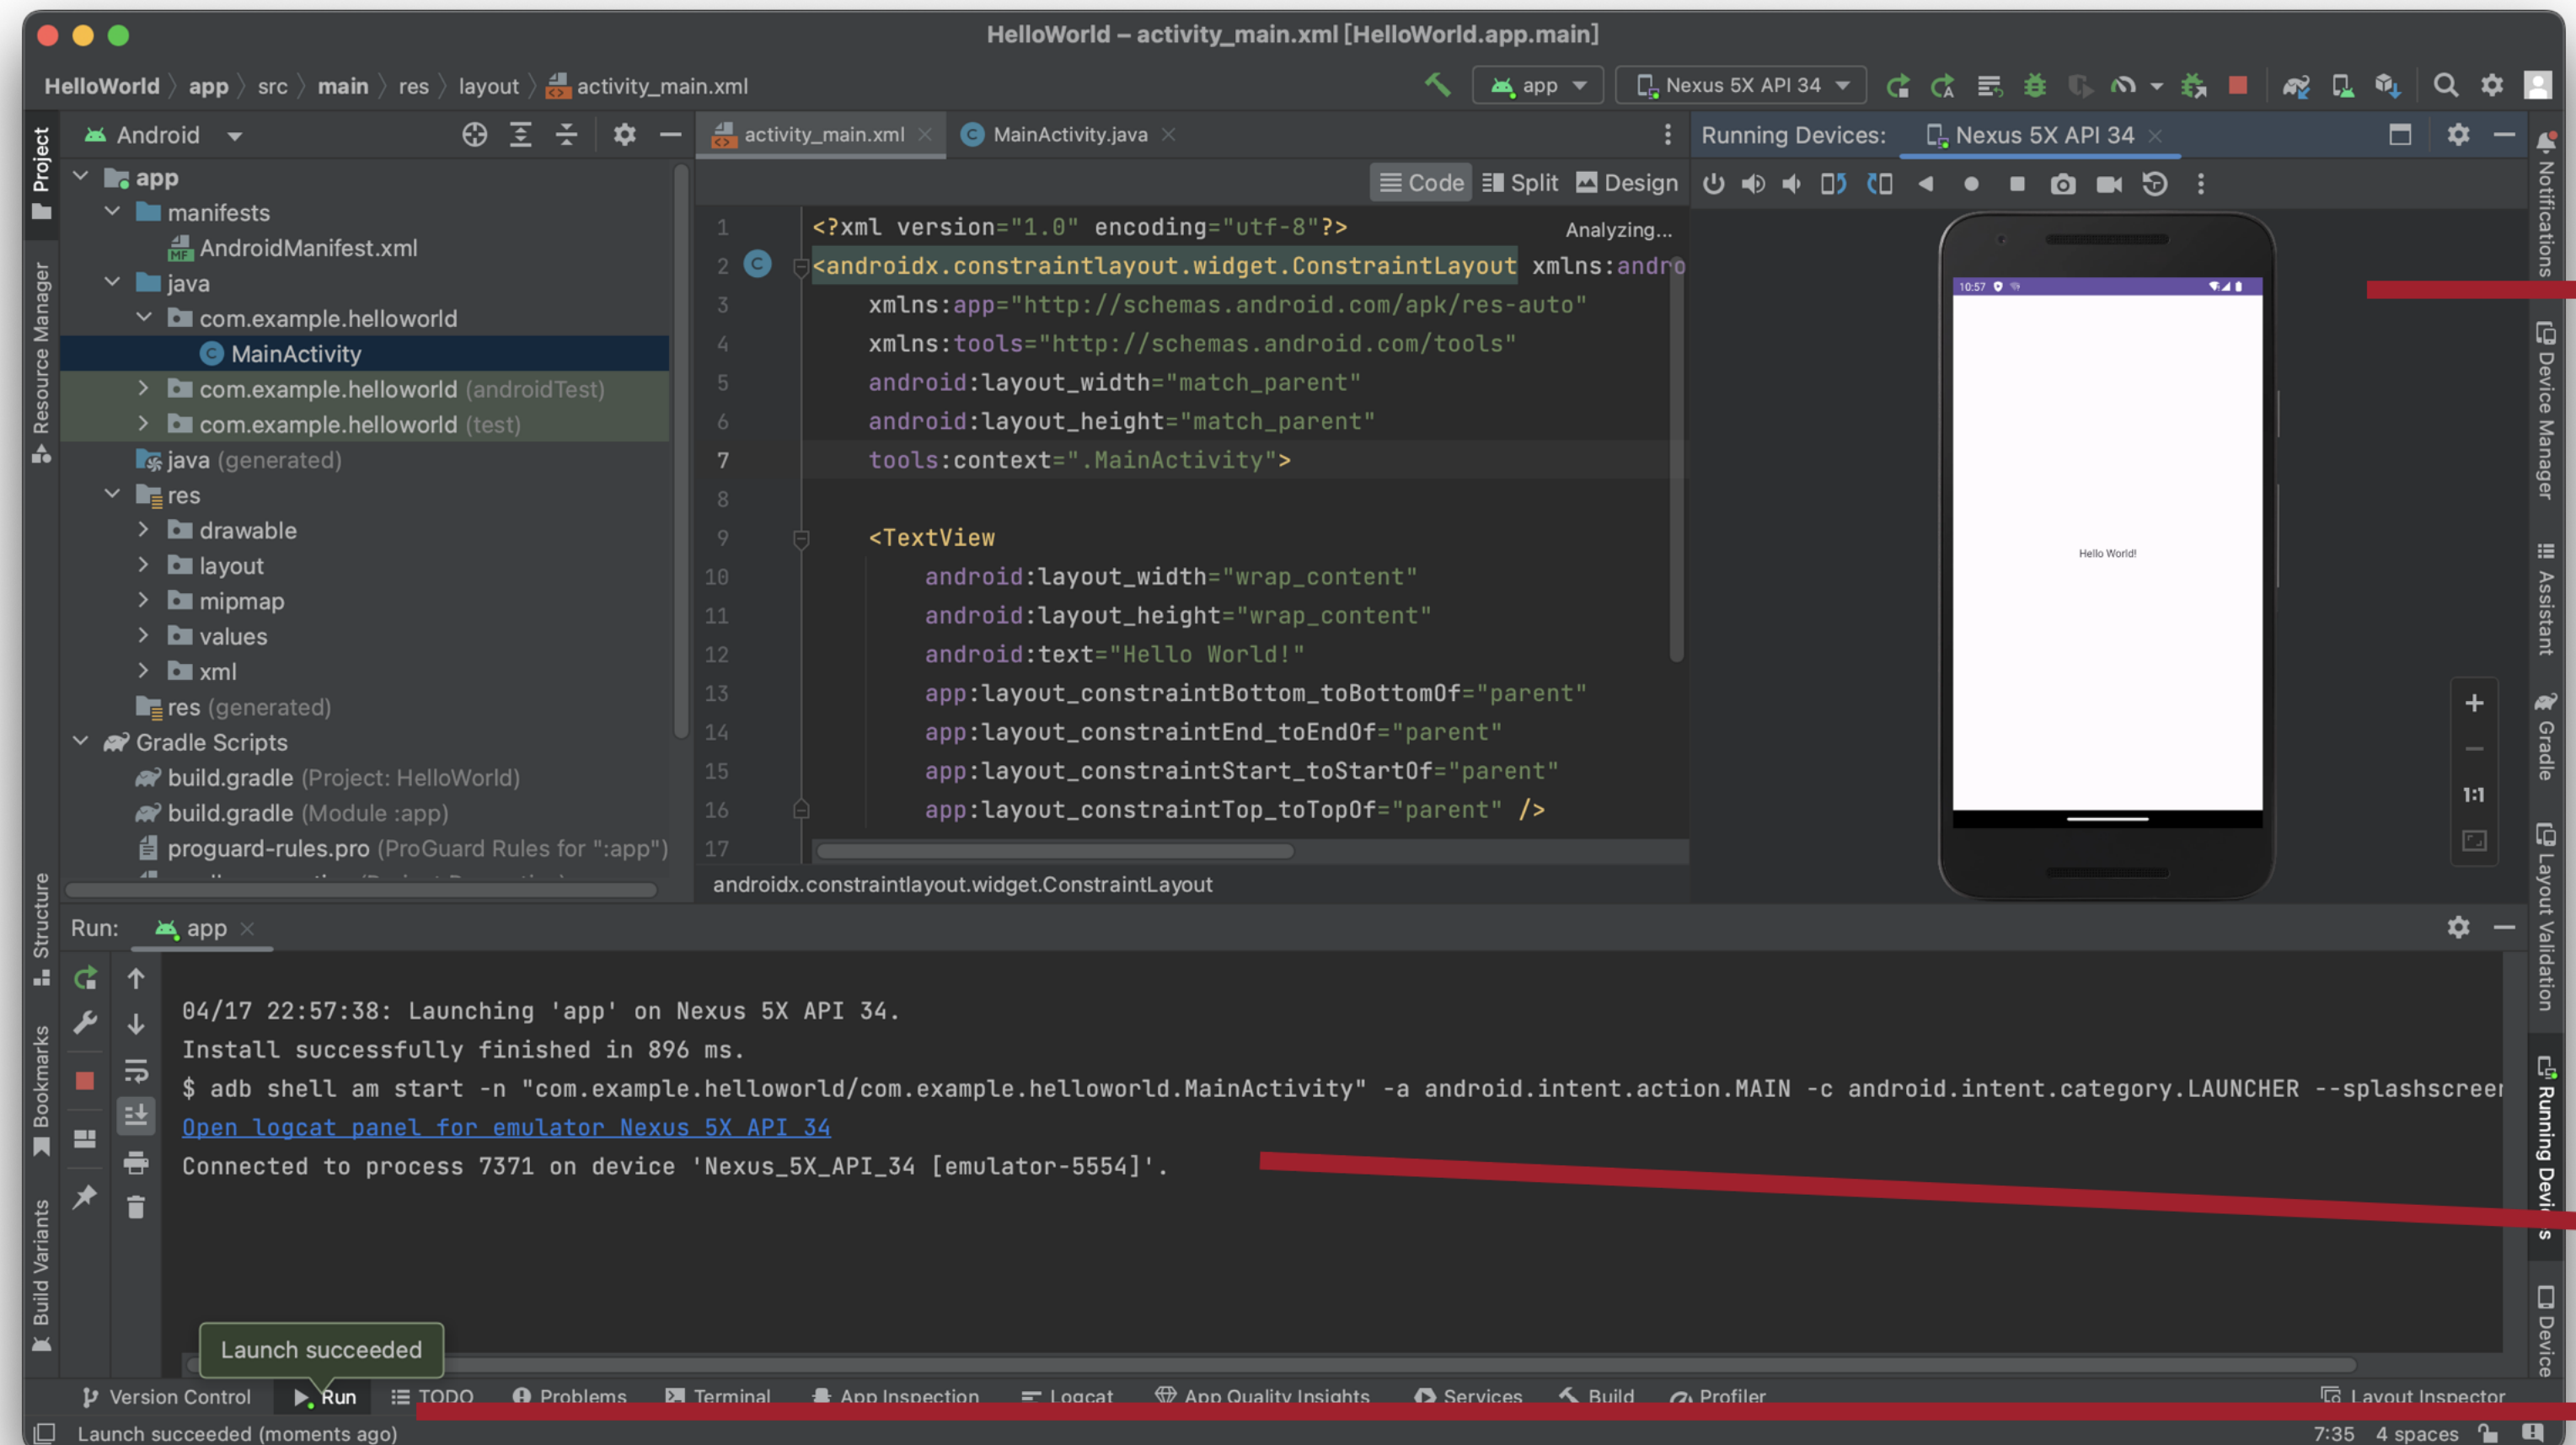 HelloWorld – activity_main.xml [HelloWorld.app.main]
HelloWorld app src main res layout activity_main.xml
app Nexus 5X API 34
Project
Resource Manager
Structure
Bookmarks
Build Variants
Android
app
manifests
AndroidManifest.xml
java
com.example.helloworld
MainActivity
com.example.helloworld (androidTest)
com.example.helloworld (test)
java (generated)
res
drawable
layout
mipmap
values
xml
res (generated)
Gradle Scripts
build.gradle (Project: HelloWorld)
build.gradle (Module :app)
proguard-rules.pro (ProGuard Rules for ":app")
activity_main.xml MainActivity.java
Code Split Design
Analyzing...
1 <?xml version="1.0" encoding="utf-8"?>
2 <androidx.constraintlayout.widget.ConstraintLayout xmlns:andro
3 xmlns:app="http://schemas.android.com/apk/res-auto"
4 xmlns:tools="http://schemas.android.com/tools"
5 android:layout_width="match_parent"
6 android:layout_height="match_parent"
7 tools:context=".MainActivity">
8
9 <TextView
10 android:layout_width="wrap_content"
11 android:layout_height="wrap_content"
12 android:text="Hello World!"
13 app:layout_constraintBottom_toBottomOf="parent"
14 app:layout_constraintEnd_toEndOf="parent"
15 app:layout_constraintStart_toStartOf="parent"
16 app:layout_constraintTop_toTopOf="parent" />
17
androidx.constraintlayout.widget.ConstraintLayout
Running Devices: Nexus 5X API 34
10:57
Hello World!
1:1
Notifications
Device Manager
Assistant
Gradle
Layout Validation
Running Devices
Device
Run: app
04/17 22:57:38: Launching 'app' on Nexus 5X API 34.
Install successfully finished in 896 ms.
$ adb shell am start -n "com.example.helloworld/com.example.helloworld.MainActivity" -a android.intent.action.MAIN -c android.intent.category.LAUNCHER --splashscreen
Open logcat panel for emulator Nexus 5X API 34
Connected to process 7371 on device 'Nexus_5X_API_34 [emulator-5554]'.
Launch succeeded
Version Control Run TODO Problems Terminal App Inspection Logcat App Quality Insights Services Build Profiler Layout Inspector
Launch succeeded (moments ago) 7:35 4 spaces